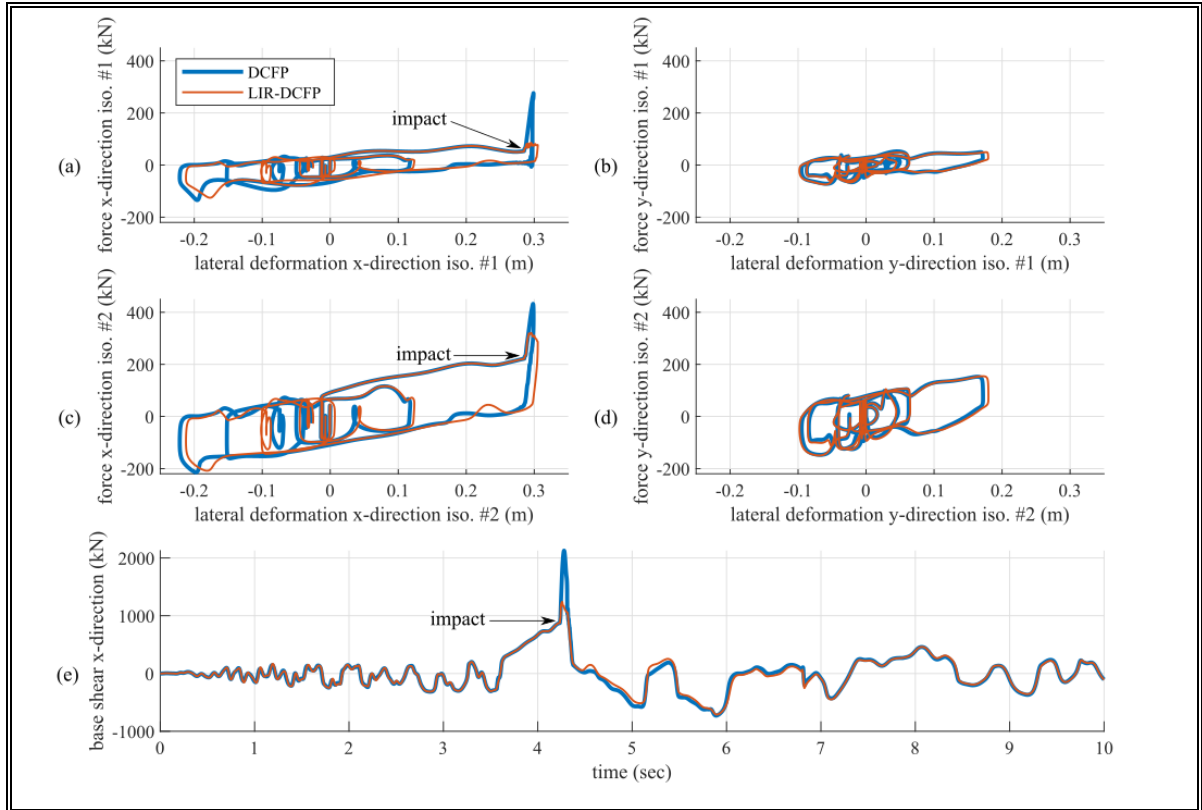 force x-direction iso. #1 (kN)
400
200
0
-200
DCFP
LIR-DCFP
impact
(a)
-0.2 -0.1 0 0.1 0.2 0.3
lateral deformation x-direction iso. #1 (m)
force y-direction iso. #1 (kN)
400
200
0
-200
(b)
-0.2 -0.1 0 0.1 0.2 0.3
lateral deformation y-direction iso. #1 (m)
force x-direction iso. #2 (kN)
400
200
0
-200
impact
(c)
-0.2 -0.1 0 0.1 0.2 0.3
lateral deformation x-direction iso. #2 (m)
force y-direction iso. #2 (kN)
400
200
0
-200
(d)
-0.2 -0.1 0 0.1 0.2 0.3
lateral deformation y-direction iso. #2 (m)
base shear x-direction (kN)
2000
1000
0
-1000
impact
(e)
0 1 2 3 4 5 6 7 8 9 10
time (sec)